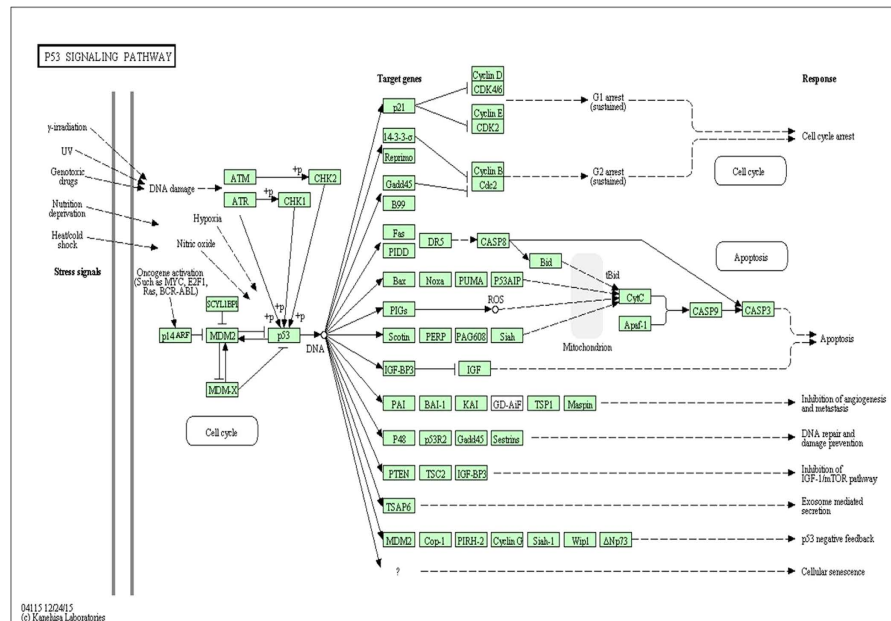 P53 SIGNALING PATHWAY
Target genes
Response
Cyclin D
CDK4/6
p21
Cyclin E
CDK2
G1 arrest
(sustained)
Cell cycle arrest
14-3-3-σ
Reprimo
Cyclin B
Cdc2
Gadd45
B99
G2 arrest
(sustained)
Cell cycle
γ-irradiation
UV
Genotoxic
drugs
Nutrition
deprivation
Heat/cold
shock
Stress signals
DNA damage
ATM
+p
CHK2
ATR
+p
CHK1
Hypoxia
Nitric oxide
Oncogene activation
(Such as MYC, E2F1,
Ras, BCR-ABL)
SCYL1BP1
p14ARF
MDM2
+p
+p
+p
p53
DNA
MDM-X
Cell cycle
Fas
PIDD
DR5
CASP8
Bid
tBid
Apoptosis
Bax
Noxa
PUMA
P53AIP
CytC
PIGs
ROS
Apaf-1
CASP9
CASP3
Scotin
PERP
PAG608
Siah
Mitochondrion
Apoptosis
IGF-BP3
IGF
PAI
BAI-1
KAI
GD-AiF
TSP1
Maspin
Inhibition of angiogenesis
and metastasis
P48
p53R2
Gadd45
Sestrins
DNA repair and
damage prevention
PTEN
TSC2
IGF-BP3
Inhibition of
IGF-1/mTOR pathway
TSAP6
Exosome mediated
secretion
MDM2
Cop-1
PIRH-2
Cyclin G
Siah-1
Wip1
ΔNp73
p53 negative feedback
?
Cellular senescence
04115 12/24/15
(c) Kanehisa Laboratories